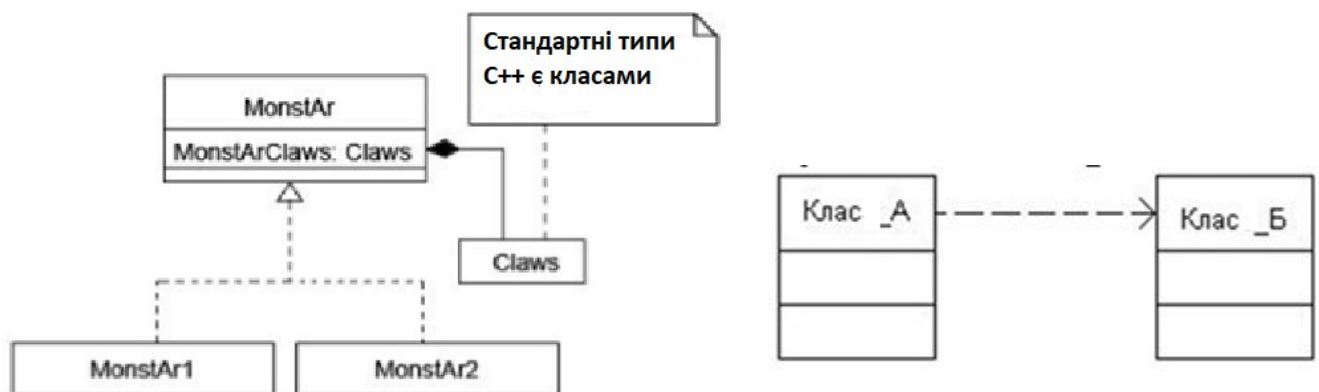 Стандартні типи
С++ є класами
MonstAr
MonstArClaws: Claws
Claws
MonstAr1
MonstAr2
Клас _А
Клас _Б